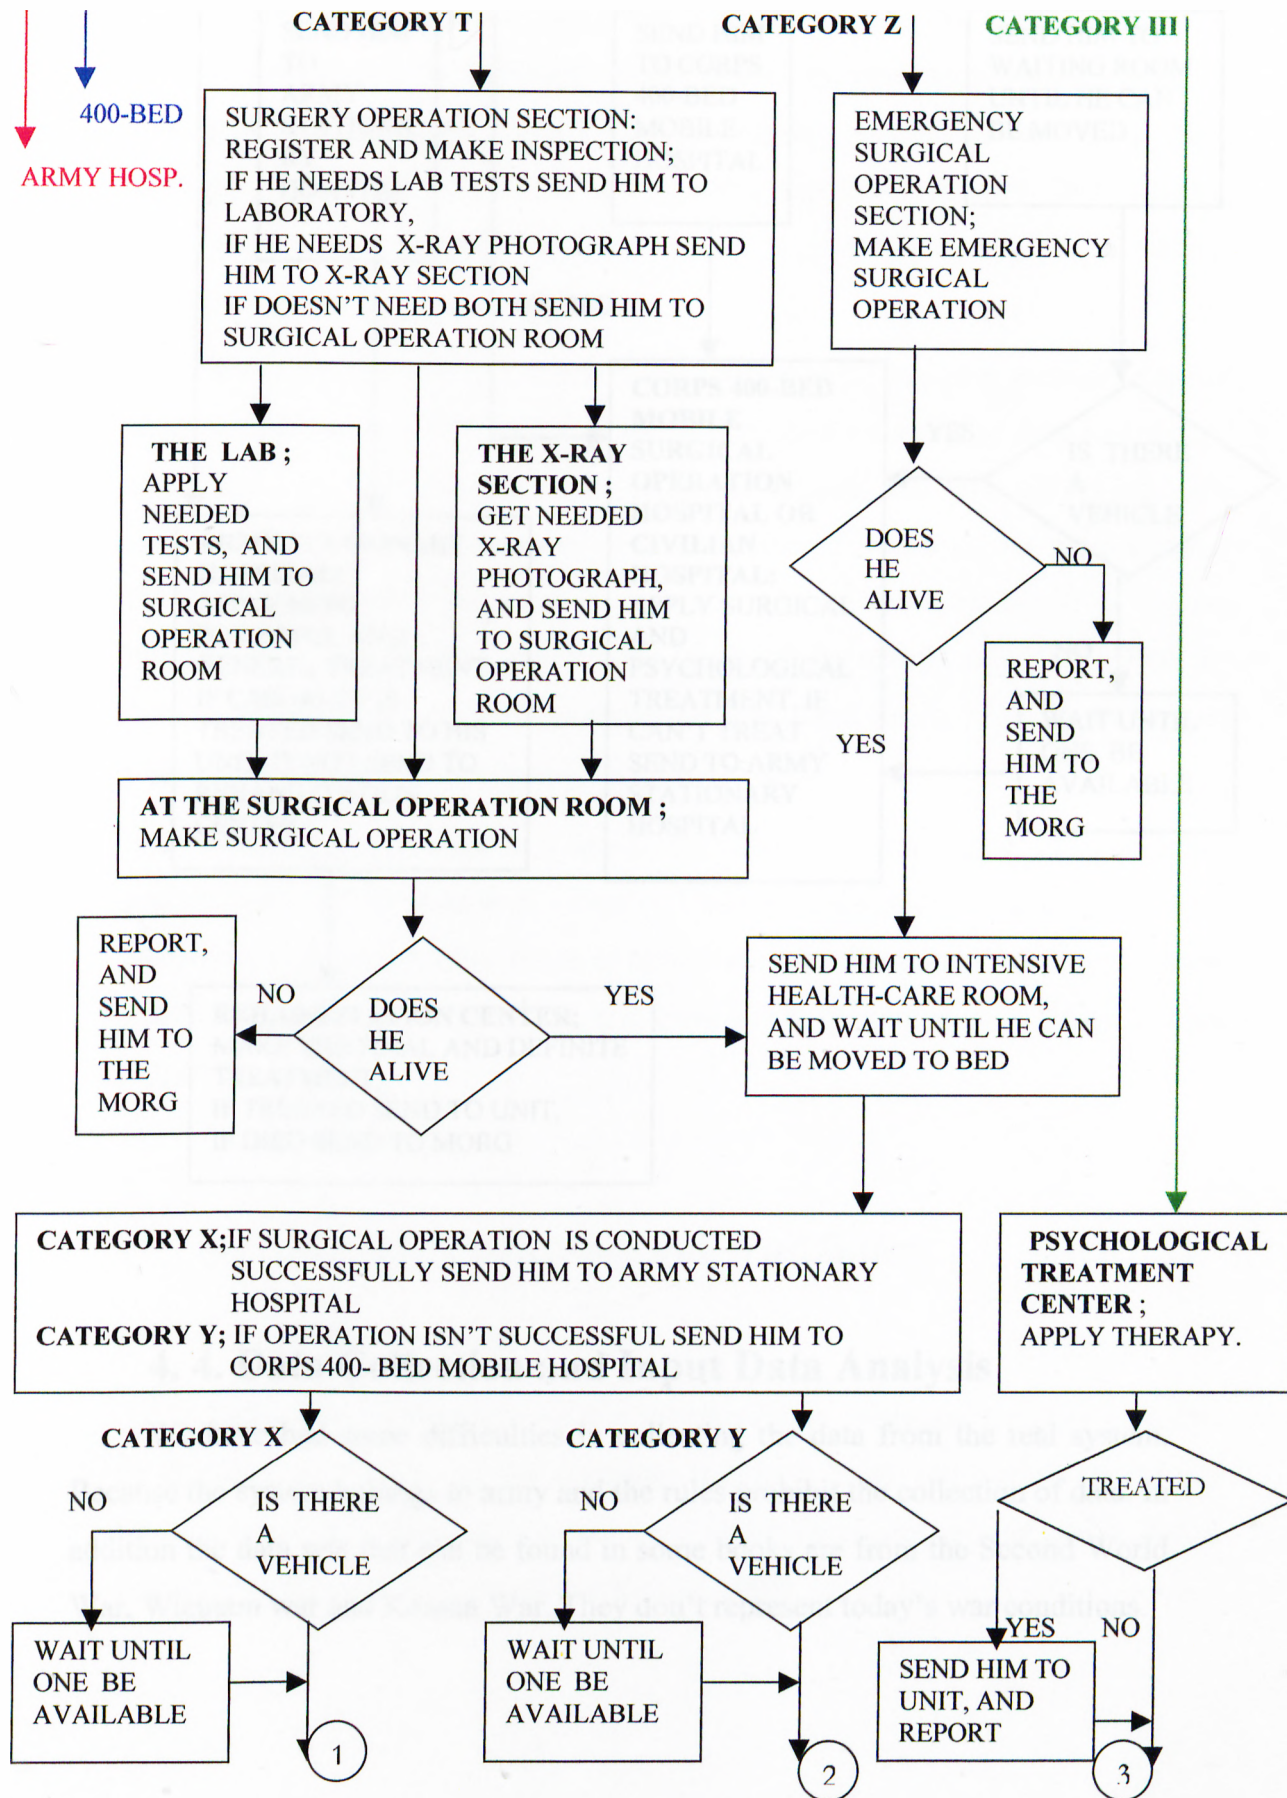 CATEGORY T
CATEGORY Z
CATEGORY III
400-BED
ARMY HOSP.
SURGERY OPERATION SECTION:
REGISTER AND MAKE INSPECTION;
IF HE NEEDS LAB TESTS SEND HIM TO
LABORATORY,
IF HE NEEDS X-RAY PHOTOGRAPH SEND
HIM TO X-RAY SECTION
IF DOESN'T NEED BOTH SEND HIM TO
SURGICAL OPERATION ROOM
EMERGENCY
SURGICAL
OPERATION
SECTION;
MAKE EMERGENCY
SURGICAL
OPERATION
THE LAB ;
APPLY
NEEDED
TESTS, AND
SEND HIM TO
SURGICAL
OPERATION
ROOM
THE X-RAY
SECTION ;
GET NEEDED
X-RAY
PHOTOGRAPH,
AND SEND HIM
TO SURGICAL
OPERATION
ROOM
DOES
HE
ALIVE
NO
REPORT,
AND
SEND
HIM TO
THE
MORG
YES
AT THE SURGICAL OPERATION ROOM ;
MAKE SURGICAL OPERATION
REPORT,
AND
SEND
HIM TO
THE
MORG
NO
DOES
HE
ALIVE
YES
SEND HIM TO INTENSIVE
HEALTH-CARE ROOM,
AND WAIT UNTIL HE CAN
BE MOVED TO BED
CATEGORY X;IF SURGICAL OPERATION IS CONDUCTED
SUCCESSFULLY SEND HIM TO ARMY STATIONARY
HOSPITAL
CATEGORY Y; IF OPERATION ISN'T SUCCESSFUL SEND HIM TO
CORPS 400-BED MOBILE HOSPITAL
PSYCHOLOGICAL
TREATMENT
CENTER ;
APPLY THERAPY.
CATEGORY X
NO
IS THERE
A
VEHICLE
CATEGORY Y
NO
IS THERE
A
VEHICLE
TREATED
YES
NO
WAIT UNTIL
ONE BE
AVAILABLE
1
WAIT UNTIL
ONE BE
AVAILABLE
2
SEND HIM TO
UNIT, AND
REPORT
3